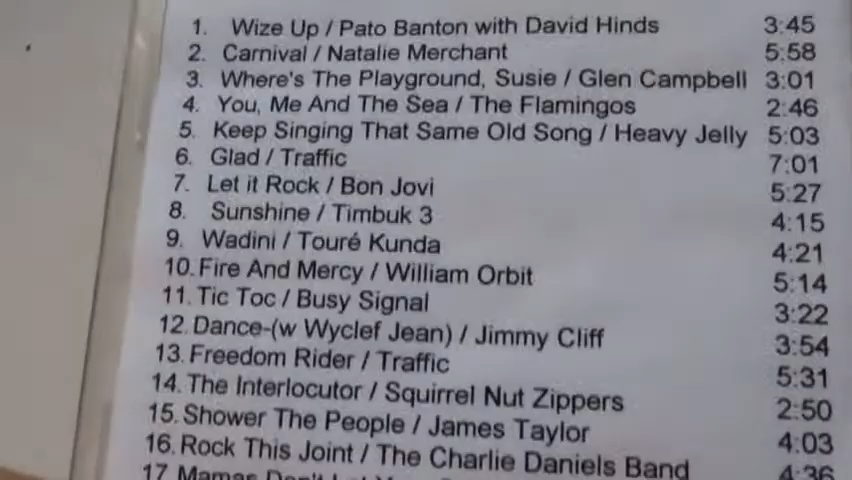 1. Wize Up / Pato Banton with David Hinds 3:45
2. Carnival / Natalie Merchant 5:58
3. Where's The Playground, Susie / Glen Campbell 3:01
4. You, Me And The Sea / The Flamingos 2:46
5. Keep Singing That Same Old Song / Heavy Jelly 5:03
6. Glad / Traffic 7:01
7. Let it Rock / Bon Jovi 5:27
8. Sunshine / Timbuk 3 4:15
9. Wadini / Touré Kunda 4:21
10. Fire And Mercy / William Orbit 5:14
11. Tic Toc / Busy Signal 3:22
12. Dance-(w Wyclef Jean) / Jimmy Cliff 3:54
13. Freedom Rider / Traffic 5:31
14. The Interlocutor / Squirrel Nut Zippers 2:50
15. Shower The People / James Taylor 4:03
16. Rock This Joint / The Charlie Daniels Band 4:36
17 Mamas Don't Let